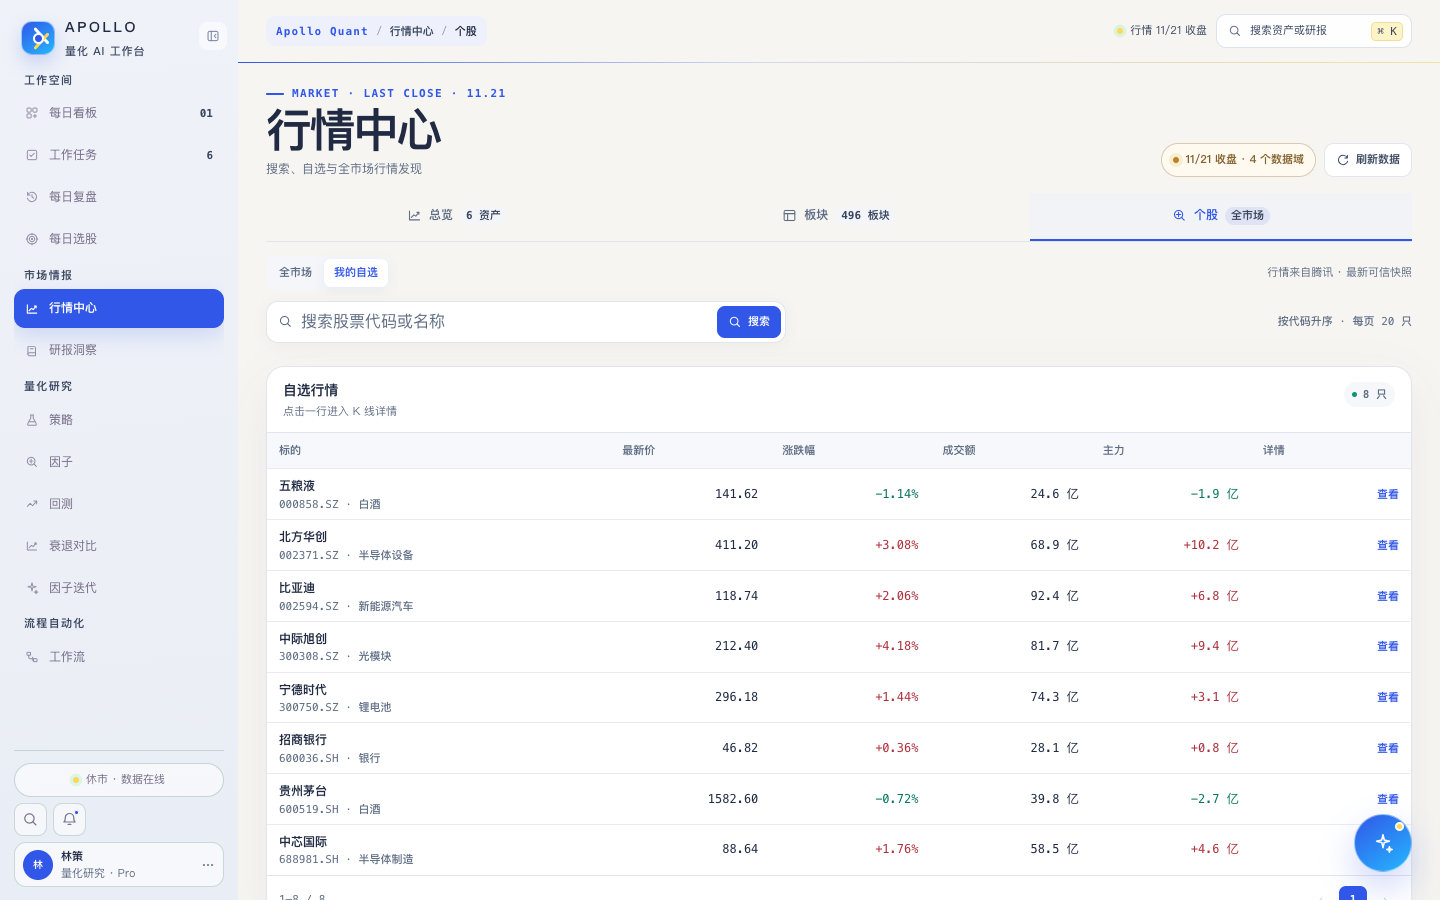 APOLLO
量化 AI 工作台
工作空间
每日看板 01
工作任务 6
每日复盘
每日选股
市场情报
行情中心
研报洞察
量化研究
策略
因子
回测
衰退对比
因子迭代
流程自动化
工作流
休市 · 数据在线
林
林策
量化研究 · Pro
Apollo Quant / 行情中心 / 个股
行情 11/21 收盘
搜索资产或研报 ⌘ K
MARKET · LAST CLOSE · 11.21
行情中心
搜索、自选与全市场行情发现
11/21 收盘 · 4 个数据域
刷新数据
总览 6 资产
板块 496 板块
个股 全市场
全市场 我的自选
行情来自腾讯 · 最新可信快照
搜索股票代码或名称 搜索
按代码升序 · 每页 20 只
自选行情
点击一行进入 K 线详情
8 只
标的 最新价 涨跌幅 成交额 主力 详情
五粮液
000858.SZ · 白酒
141.62 −1.14% 24.6 亿 −1.9 亿 查看
北方华创
002371.SZ · 半导体设备
411.20 +3.08% 68.9 亿 +10.2 亿 查看
比亚迪
002594.SZ · 新能源汽车
118.74 +2.06% 92.4 亿 +6.8 亿 查看
中际旭创
300308.SZ · 光模块
212.40 +4.18% 81.7 亿 +9.4 亿 查看
宁德时代
300750.SZ · 锂电池
296.18 +1.44% 74.3 亿 +3.1 亿 查看
招商银行
600036.SH · 银行
46.82 +0.36% 28.1 亿 +0.8 亿 查看
贵州茅台
600519.SH · 白酒
1582.60 −0.72% 39.8 亿 −2.7 亿 查看
中芯国际
688981.SH · 半导体制造
88.64 +1.76% 58.5 亿 +4.6 亿
1–8 / 8
1